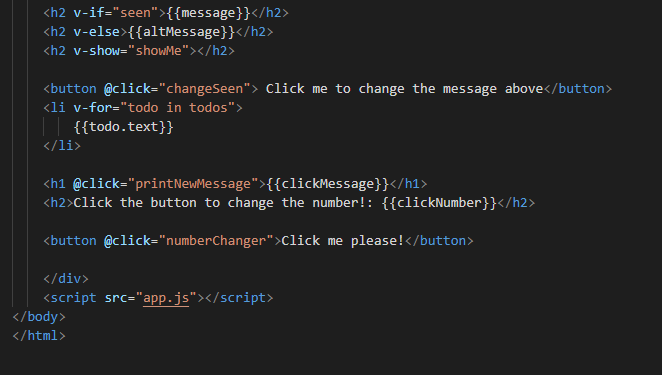 <h2 v-if="seen">{{message}}</h2>
<h2 v-else>{{altMessage}}</h2>
<h2 v-show="showMe"></h2>
<button @click="changeSeen"> Click me to change the message above</button>
<li v-for="todo in todos">
{{todo.text}}
</li>
<h1 @click="printNewMessage">{{clickMessage}}</h1>
<h2>Click the button to change the number!: {{clickNumber}}</h2>
<button @click="numberChanger">Click me please!</button>
</div>
<script src="app.js"></script>
</body>
</html>